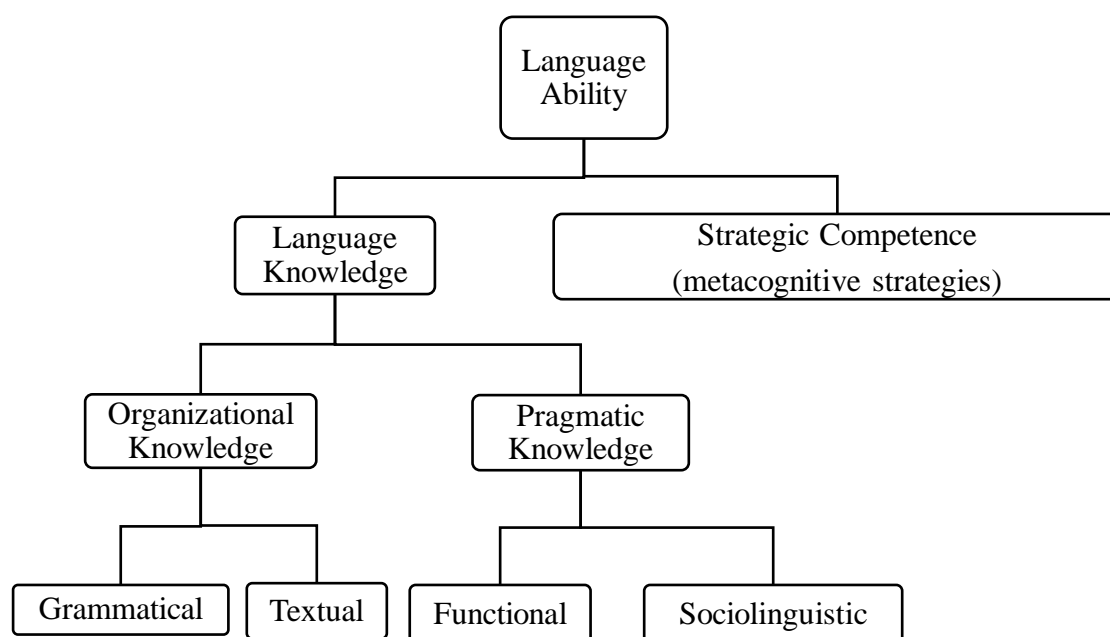 Language
Ability
Language
Knowledge
Strategic Competence
(metacognitive strategies)
Organizational
Knowledge
Pragmatic
Knowledge
Grammatical
Textual
Functional
Sociolinguistic